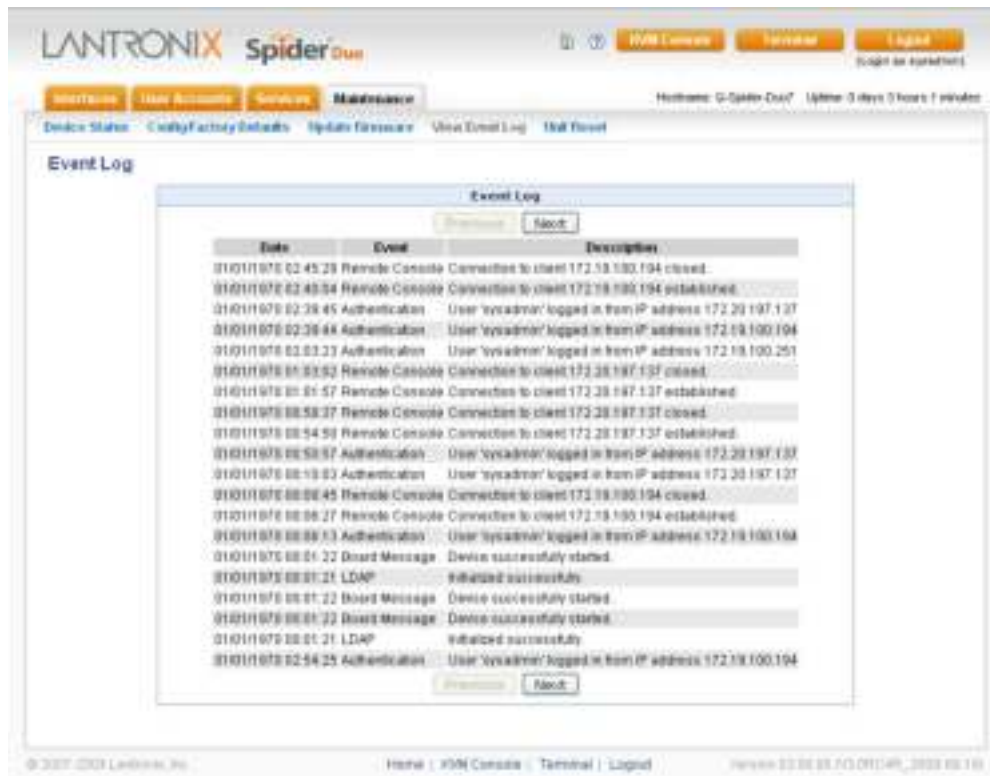 LANTRONIX Spider Duo
KVM Console Terminal Logout
(Login as sysadmin)
Interfaces User Accounts Services Maintenance
Hostname: G-Spider-Duo7 Uptime: 0 days 3 hours 1 minutes
Device Status Config/Factory Defaults Update Firmware View Event Log Unit Reset
Event Log
Event Log
Previous Next
Date Event Description
01/01/1970 02:45:29 Remote Console Connection to client 172.19.100.194 closed.
01/01/1970 02:40:04 Remote Console Connection to client 172.19.100.194 established.
01/01/1970 02:39:45 Authentication User 'sysadmin' logged in from IP address 172.20.197.137
01/01/1970 02:39:44 Authentication User 'sysadmin' logged in from IP address 172.19.100.194
01/01/1970 02:03:23 Authentication User 'sysadmin' logged in from IP address 172.19.100.251
01/01/1970 01:03:02 Remote Console Connection to client 172.20.197.137 closed.
01/01/1970 01:01:57 Remote Console Connection to client 172.20.197.137 established.
01/01/1970 00:58:37 Remote Console Connection to client 172.20.197.137 closed.
01/01/1970 00:54:50 Remote Console Connection to client 172.20.197.137 established.
01/01/1970 00:50:57 Authentication User 'sysadmin' logged in from IP address 172.20.197.137
01/01/1970 00:10:03 Authentication User 'sysadmin' logged in from IP address 172.20.197.137
01/01/1970 00:08:45 Remote Console Connection to client 172.19.100.194 closed.
01/01/1970 00:06:27 Remote Console Connection to client 172.19.100.194 established.
01/01/1970 00:06:13 Authentication User 'sysadmin' logged in from IP address 172.19.100.194
01/01/1970 00:01:22 Board Message Device successfully started.
01/01/1970 00:01:21 LDAP Initialized successfully
01/01/1970 00:01:22 Board Message Device successfully started.
01/01/1970 00:01:22 Board Message Device successfully started.
01/01/1970 00:01:21 LDAP Initialized successfully
01/01/1970 02:54:25 Authentication User 'sysadmin' logged in from IP address 172.19.100.194
Previous Next
Home | KVM Console | Terminal | Logout
Lantronix, Inc.